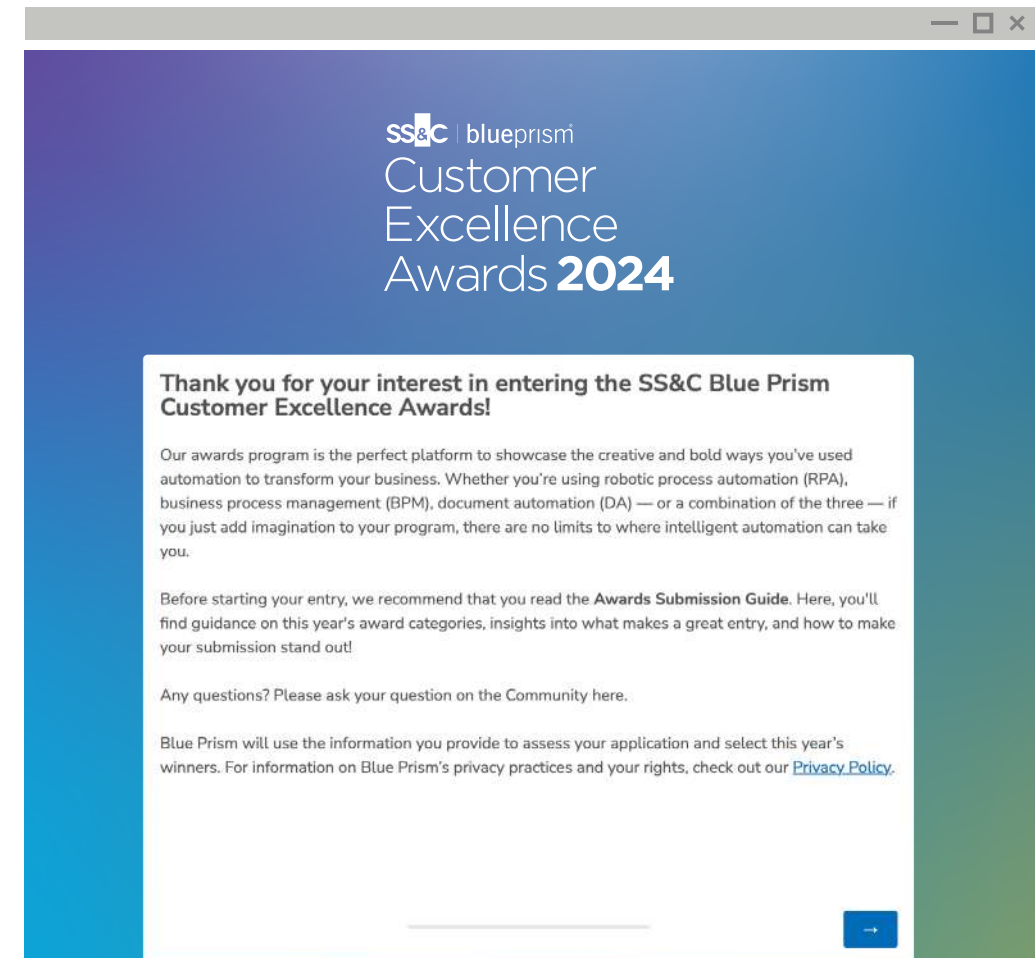 SS&C | blueprism
Customer
Excellence
Awards 2024
Thank you for your interest in entering the SS&C Blue Prism
Customer Excellence Awards!
Our awards program is the perfect platform to showcase the creative and bold ways you've used
automation to transform your business. Whether you're using robotic process automation (RPA),
business process management (BPM), document automation (DA) — or a combination of the three — if
you just add imagination to your program, there are no limits to where intelligent automation can take
you.
Before starting your entry, we recommend that you read the Awards Submission Guide. Here, you'll
find guidance on this year's award categories, insights into what makes a great entry, and how to make
your submission stand out!
Any questions? Please ask your question on the Community here.
Blue Prism will use the information you provide to assess your application and select this year's
winners. For information on Blue Prism's privacy practices and your rights, check out our Privacy Policy.
→